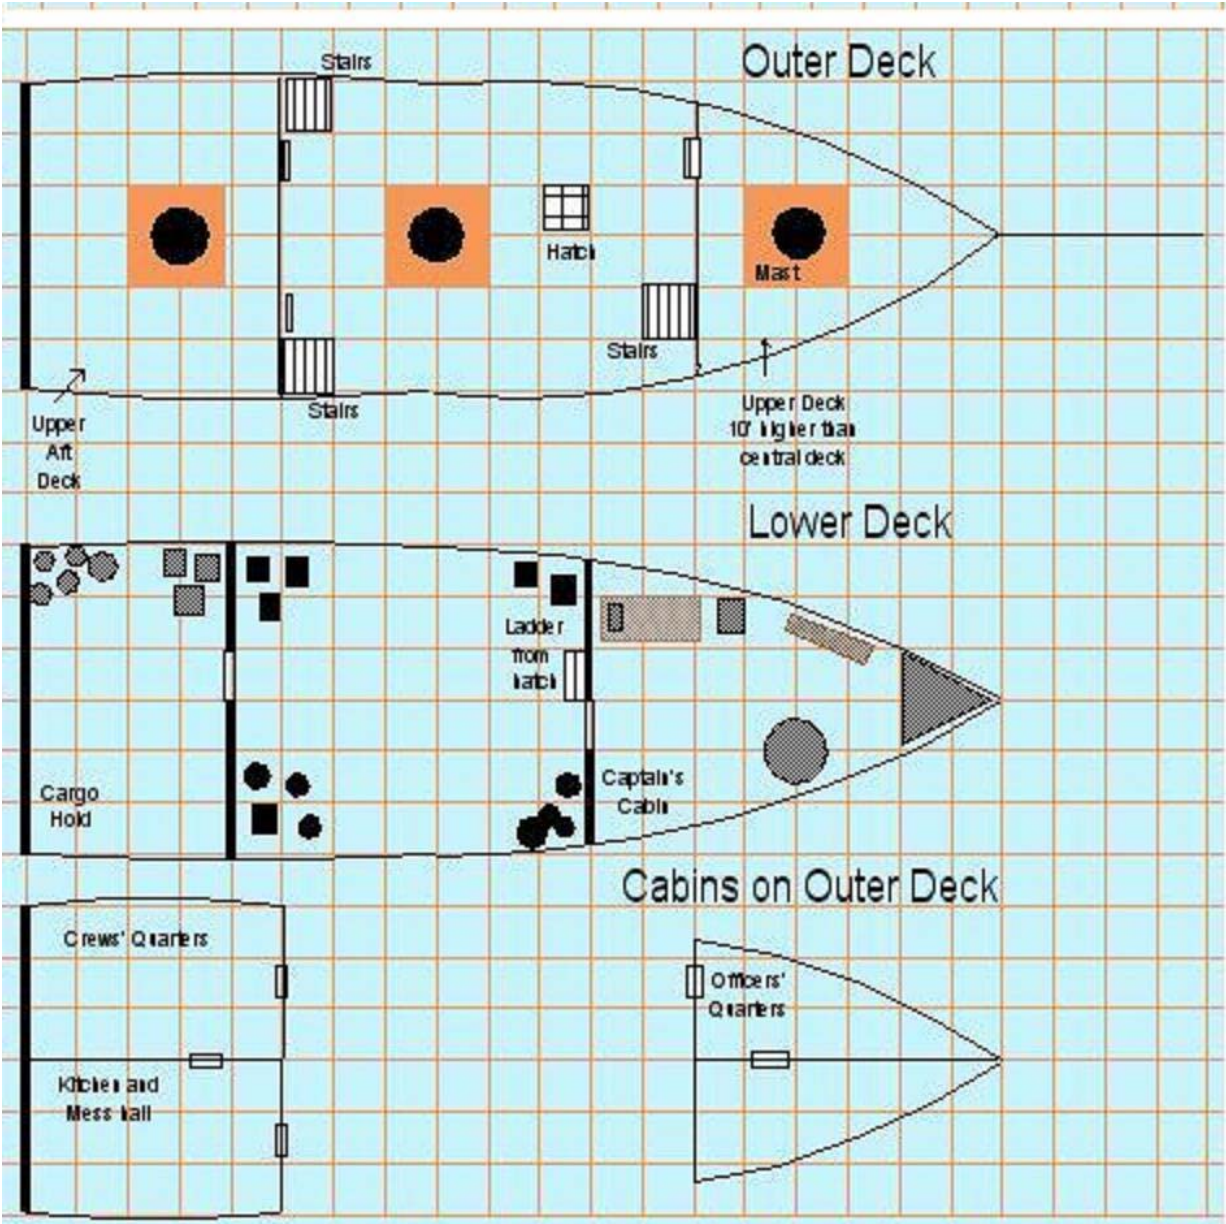 Outer Deck
Stairs
Hatch
Mast
Stairs
Stairs
Upper
Aft
Deck
Upper Deck
10' higher than
central deck
Lower Deck
Ladder
from
hatch
Cargo
Hold
Captain's
Cabin
Cabins on Outer Deck
Crews' Quarters
Officers'
Quarters
Kitchen and
Mess hall